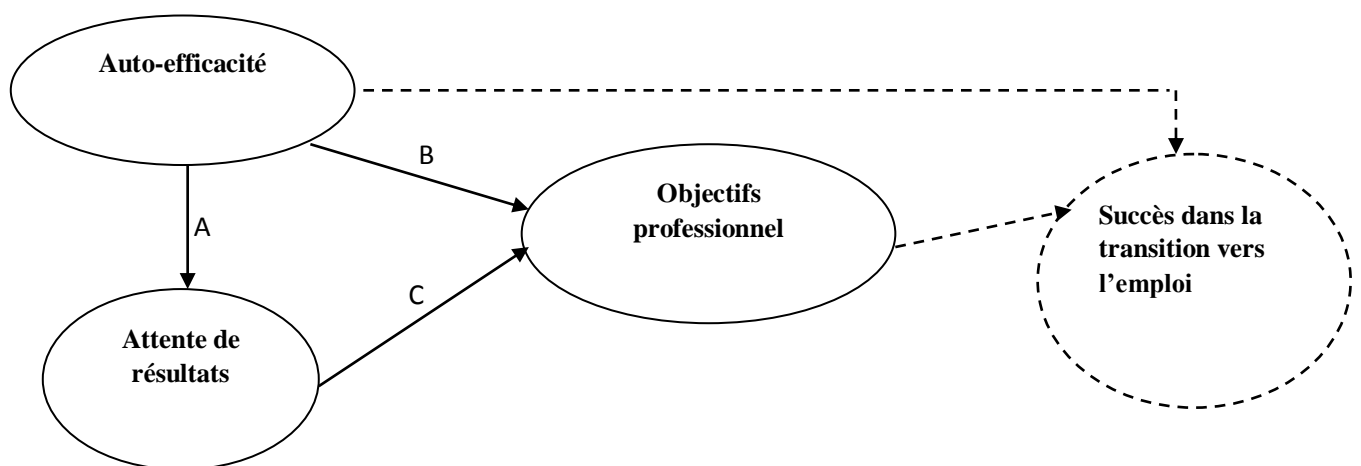 Auto-efficacité
B
Objectifs
professionnel
Succès dans la
transition vers
l’emploi
A
C
Attente de
résultats